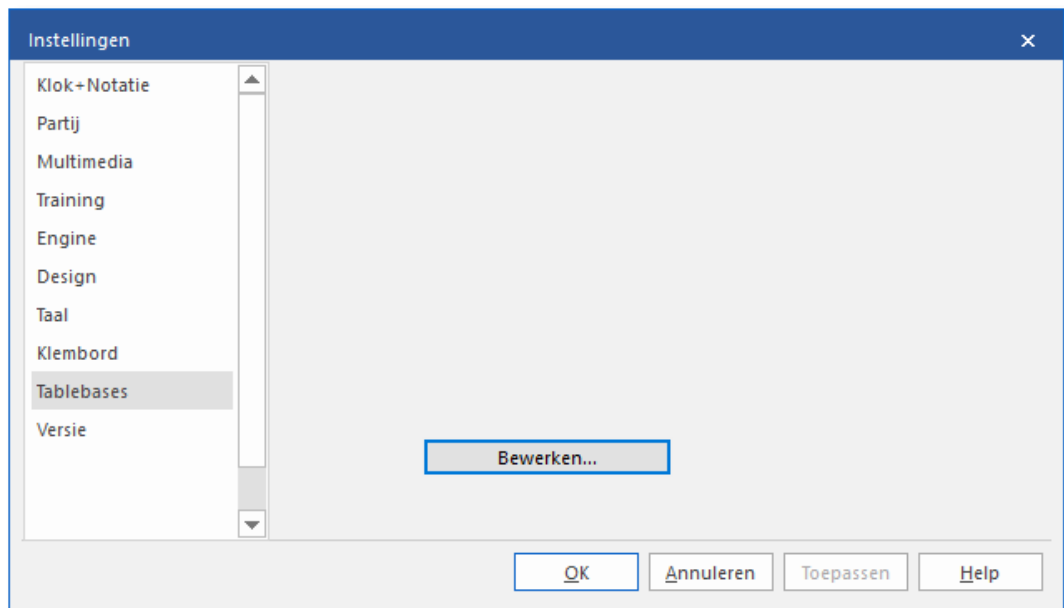 Instellingen
Klok+Notatie
Partij
Multimedia
Training
Engine
Design
Taal
Klembord
Tablebases
Versie
Bewerken...
OK Annuleren Toepassen Help